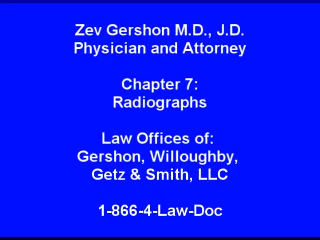 Zev Gershon M.D., J.D.
Physician and Attorney
Chapter 7:
Radiographs
Law Offices of:
Gershon, Willoughby,
Getz & Smith, LLC
1-866-4-Law-Doc